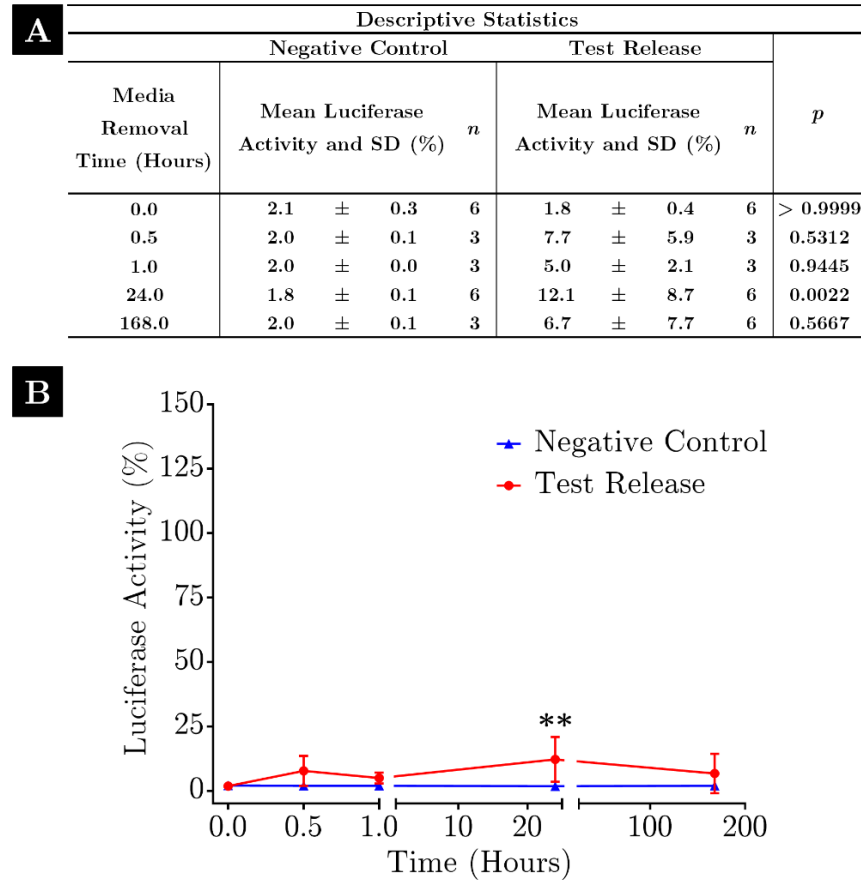 A
Descriptive Statistics
Negative Control Test Release
Media Removal Time (Hours) Mean Luciferase Activity and SD (%) n Mean Luciferase Activity and SD (%) n p
0.0 2.1 ± 0.3 6 1.8 ± 0.4 6 > 0.9999
0.5 2.0 ± 0.1 3 7.7 ± 5.9 3 0.5312
1.0 2.0 ± 0.0 3 5.0 ± 2.1 3 0.9445
24.0 1.8 ± 0.1 6 12.1 ± 8.7 6 0.0022
168.0 2.0 ± 0.1 3 6.7 ± 7.7 6 0.5667
B
Luciferase Activity (%)
150
125
100
75
50
25
0
Negative Control
Test Release
**
0.0 0.5 1.0 10 20 100 200
Time (Hours)